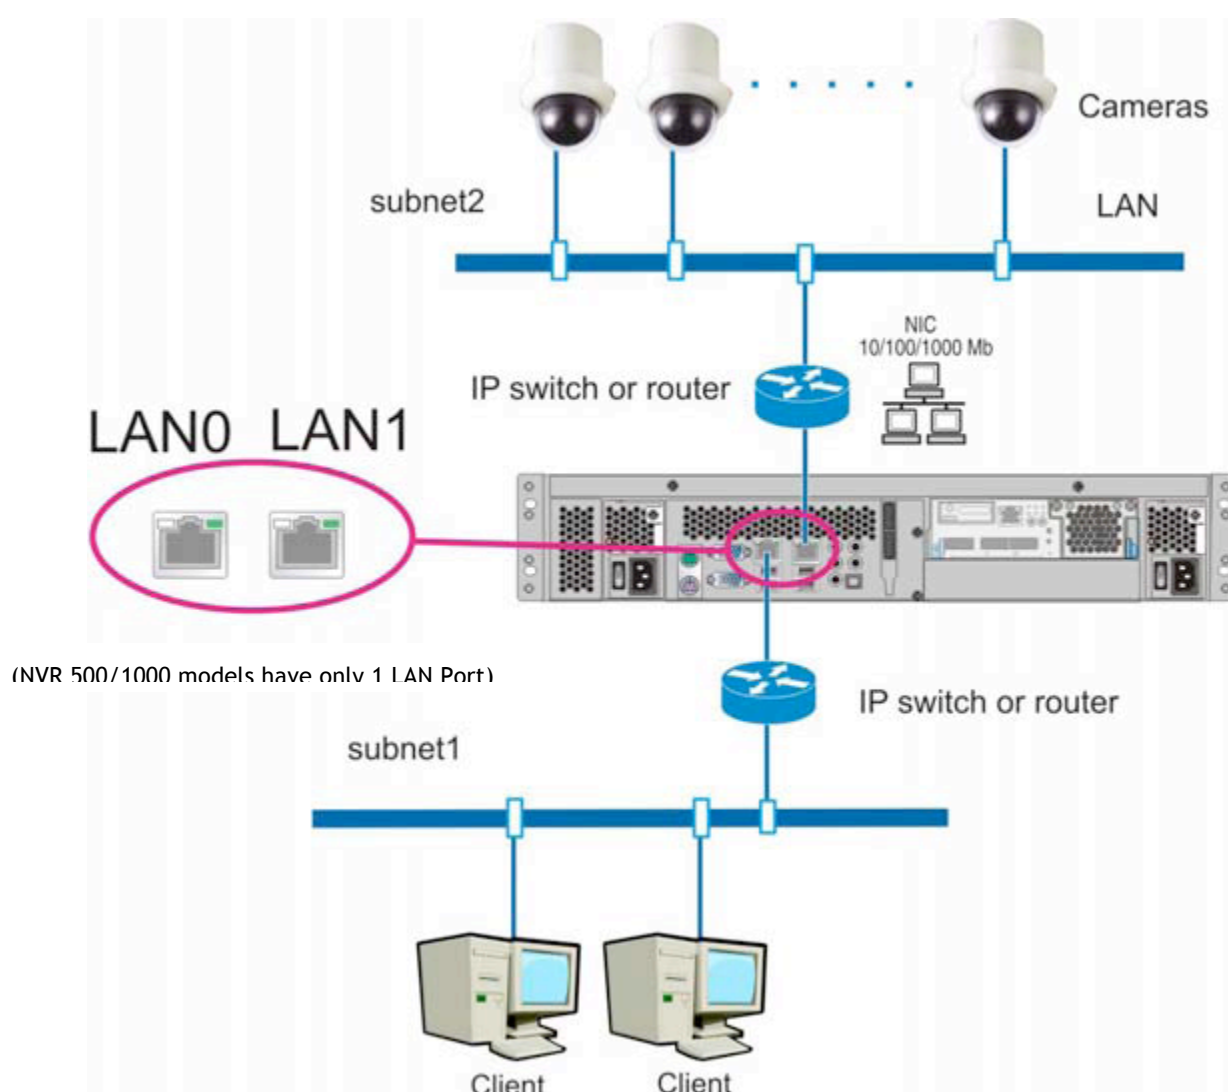 Cameras
subnet2
LAN
NIC
10/100/1000 Mb
IP switch or router
LAN0 LAN1
(NVR 500/1000 models have only 1 LAN Port)
IP switch or router
subnet1
Client
Client